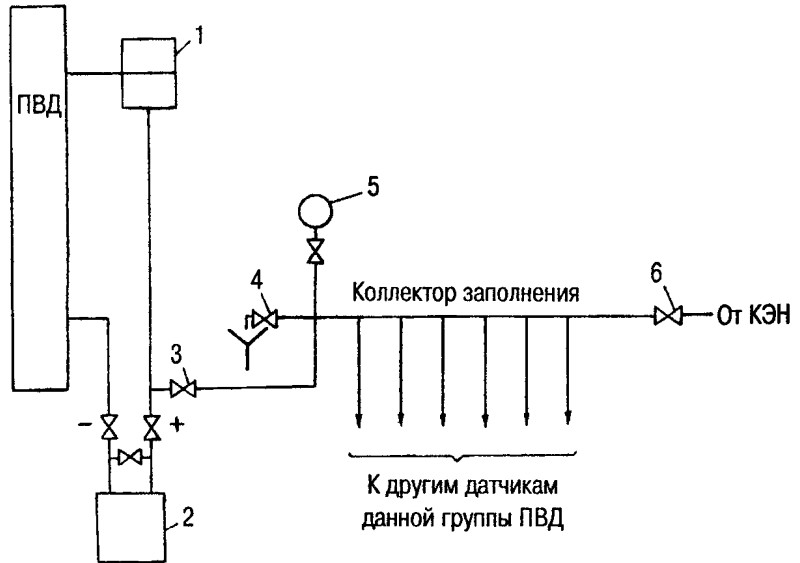 1
ПВД
5
4
6
Коллектор заполнения
От КЭН
3
− +
К другим датчикам
данной группы ПВД
2